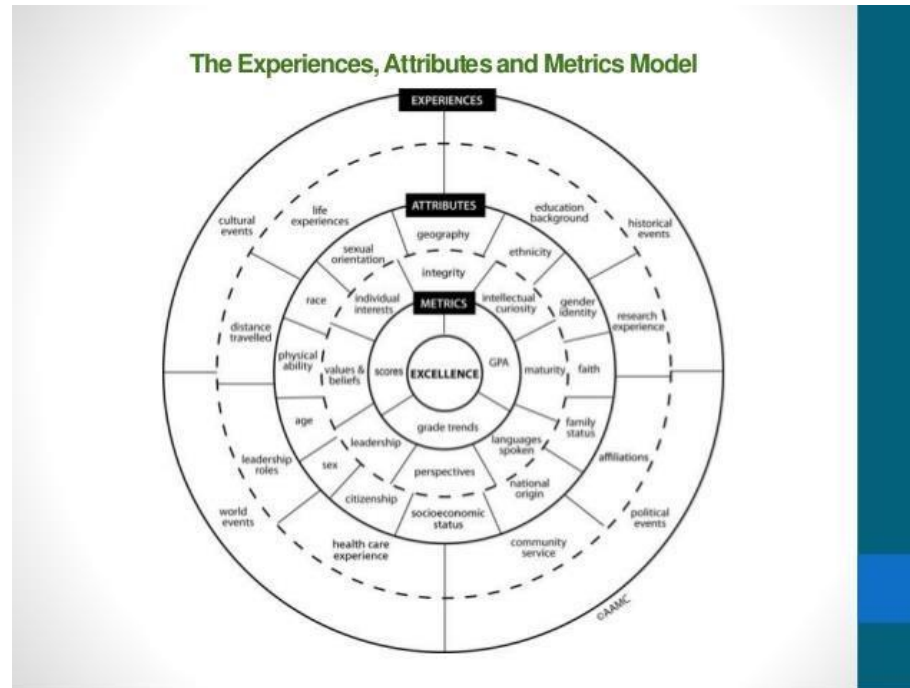 The Experiences, Attributes and Metrics Model
EXPERIENCES
cultural
events
life
experiences
ATTRIBUTES
education
background
historical
events
geography
sexual
orientation
ethnicity
integrity
race
individual
interests
METRICS
intellectual
curiosity
gender
identity
research
experience
distance
travelled
physical
ability
values &
beliefs
scores
EXCELLENCE
GPA
maturity
faith
age
grade trends
family
status
leadership
languages
spoken
leadership
roles
sex
perspectives
affiliations
citizenship
national
origin
world
events
socioeconomic
status
political
events
health care
experience
community
service
©AAMC